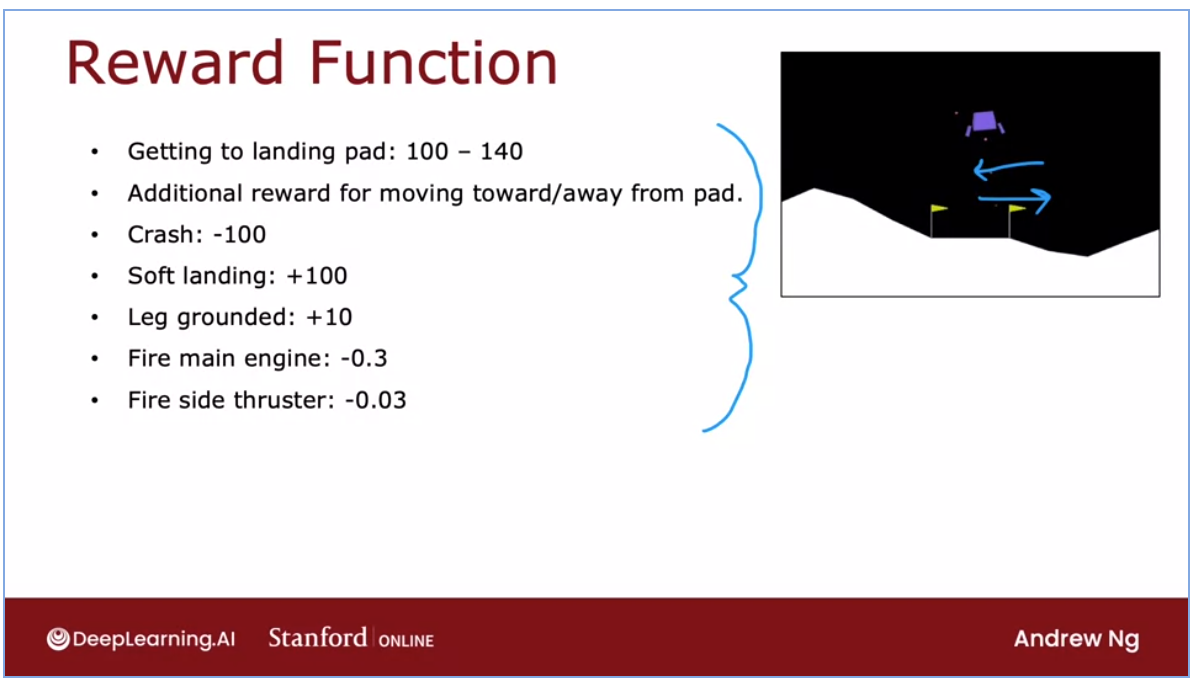 Reward Function
• Getting to landing pad: 100 – 140
• Additional reward for moving toward/away from pad.
• Crash: -100
• Soft landing: +100
• Leg grounded: +10
• Fire main engine: -0.3
• Fire side thruster: -0.03
DeepLearning.AI Stanford ONLINE Andrew Ng